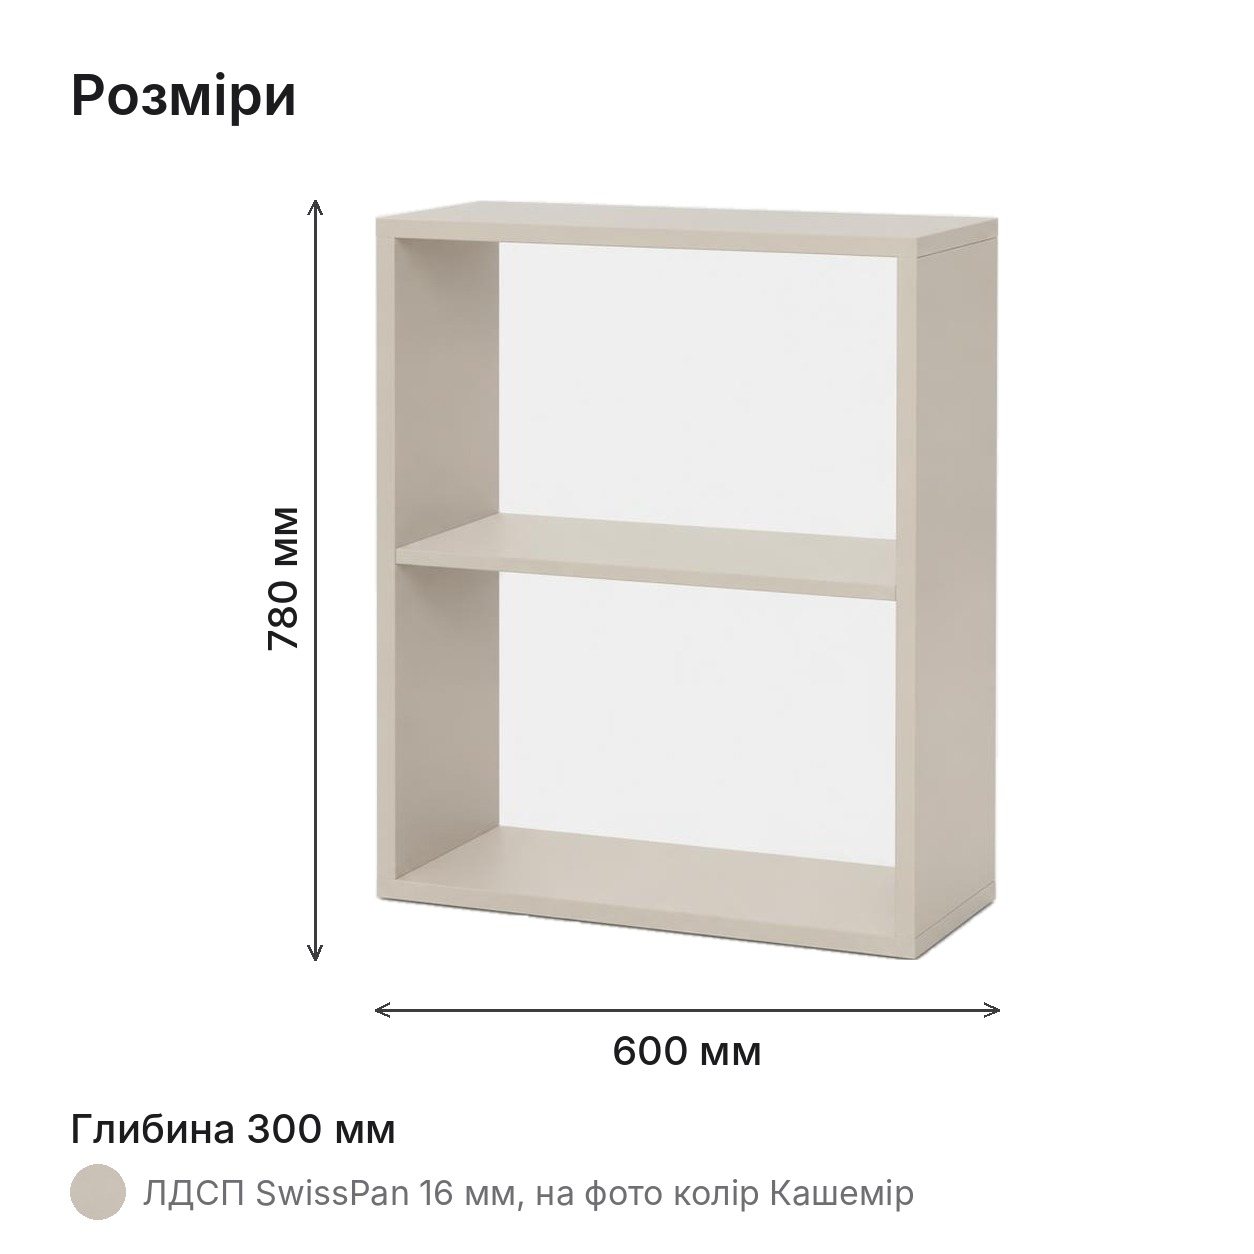 Розміри
780 мм
600 мм
Глибина 300 мм
ЛДСП SwissPan 16 мм, на фото колір Кашемір